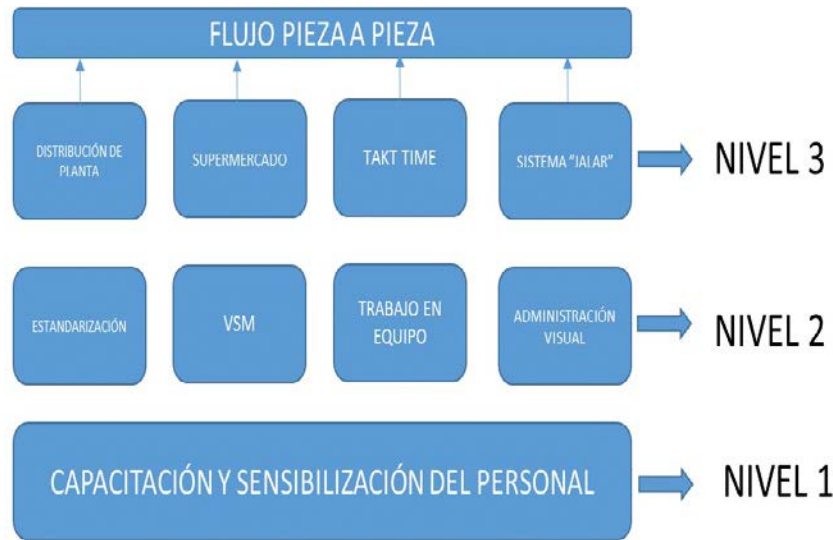 FLUJO PIEZA A PIEZA
DISTRIBUCIÓN DE
PLANTA
SUPERMERCADO
TAKT TIME
SISTEMA "JALAR"
NIVEL 3
ESTANDARIZACIÓN
VSM
TRABAJO EN
EQUIPO
ADMINISTRACIÓN
VISUAL
NIVEL 2
CAPACITACIÓN Y SENSIBILIZACIÓN DEL PERSONAL
NIVEL 1